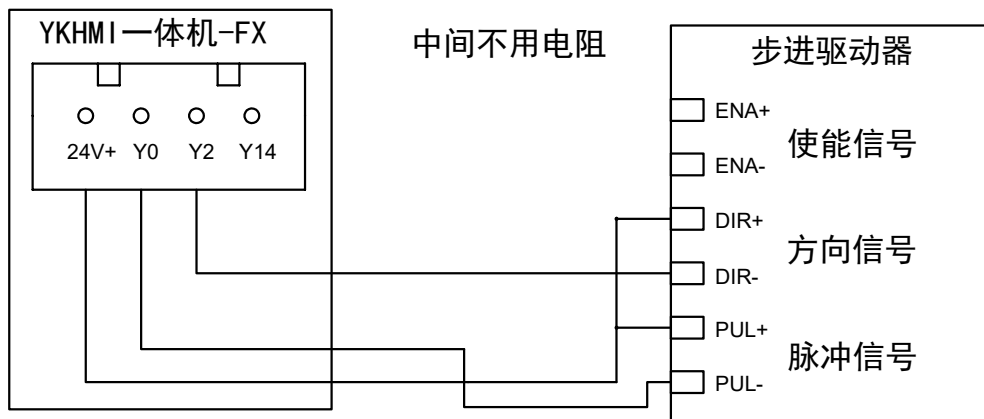 YKHMI一体机-FX
24V+ Y0 Y2 Y14
中间不用电阻
步进驱动器
ENA+
使能信号
ENA-
DIR+
方向信号
DIR-
PUL+
脉冲信号
PUL-